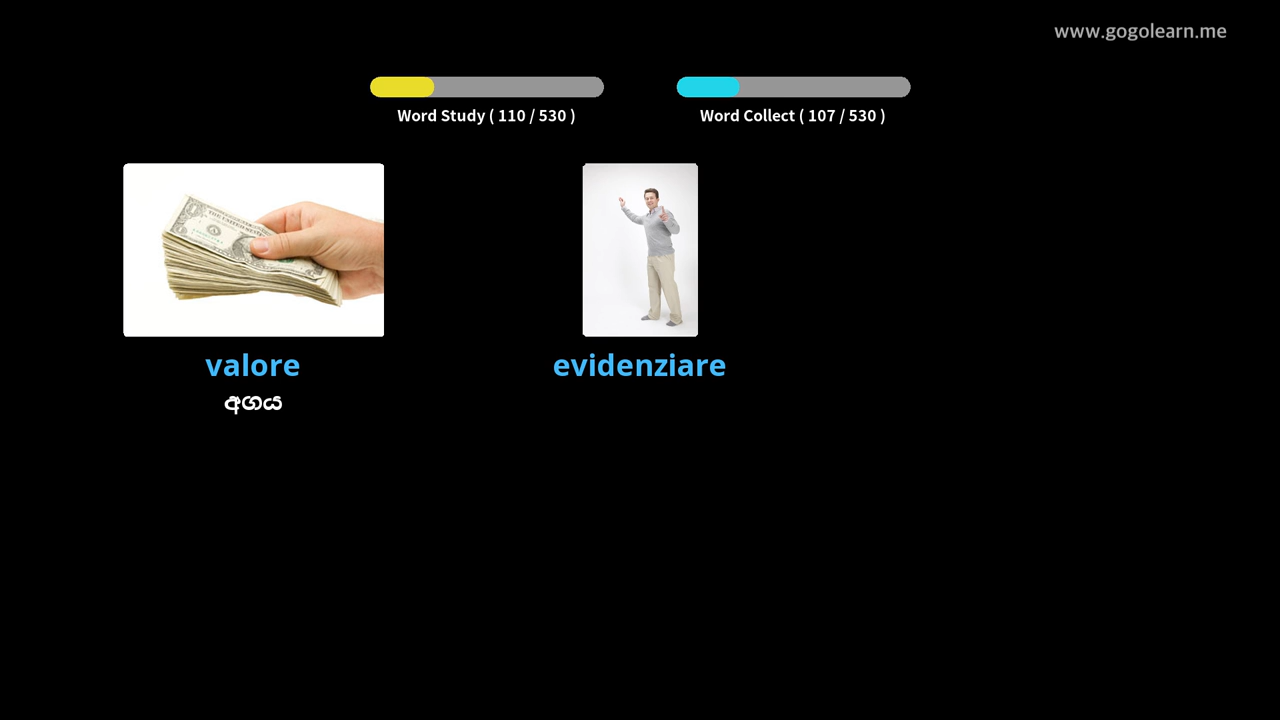 www.gogolearn.me
Word Study ( 110 / 530 )
Word Collect ( 107 / 530 )
valore
evidenziare
අගය